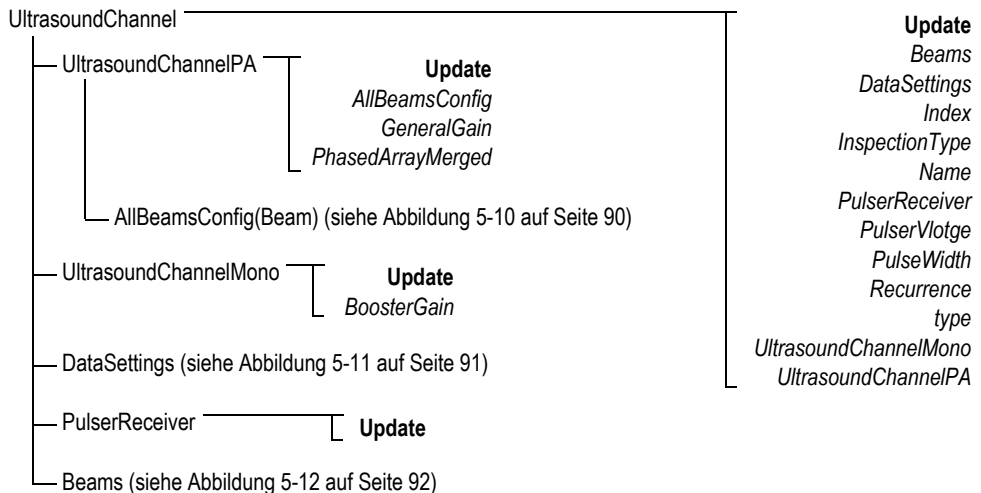 UltrasoundChannel
UltrasoundChannelPA
Update
AllBeamsConfig
GeneralGain
PhasedArrayMerged
AllBeamsConfig(Beam) (siehe Abbildung 5-10 auf Seite 90)
UltrasoundChannelMono
Update
BoosterGain
DataSettings (siehe Abbildung 5-11 auf Seite 91)
PulserReceiver
Update
Beams (siehe Abbildung 5-12 auf Seite 92)
Update
Beams
DataSettings
Index
InspectionType
Name
PulserReceiver
PulserVlotge
PulseWidth
Recurrence
type
UltrasoundChannelMono
UltrasoundChannelPA